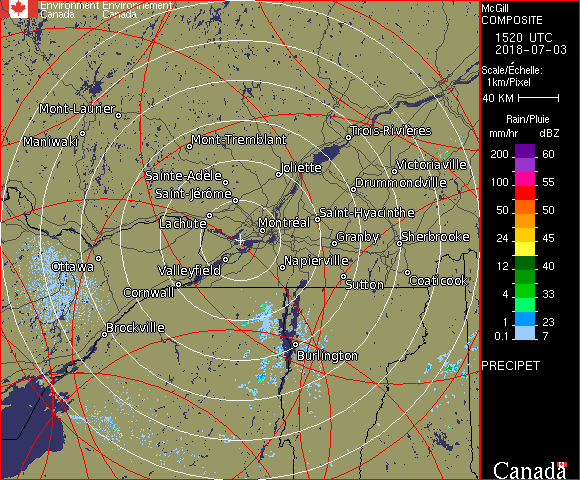 Environment Environnement
Canada Canada
McGill
COMPOSITE
1520 UTC
2018-07-03
Scale/Échelle:
1km/Pixel
40 KM
Rain/Pluie
mm/hr dBZ
200 60
100 55
75 53
50 50
24 45
12 40
4 33
1 23
0.1 7
PRECIPET
Canada
Mont-Laurier
Maniwaki
Mont-Tremblant
Trois-Rivières
Joliette
Victoriaville
Sainte-Adèle
Drummondville
Saint-Jérôme
Saint-Hyacinthe
Lachute
Montréal
Granby
Sherbrooke
Ottawa
Valleyfield
Napierville
Cornwall
Sutton
Coaticook
Brockville
Burlington